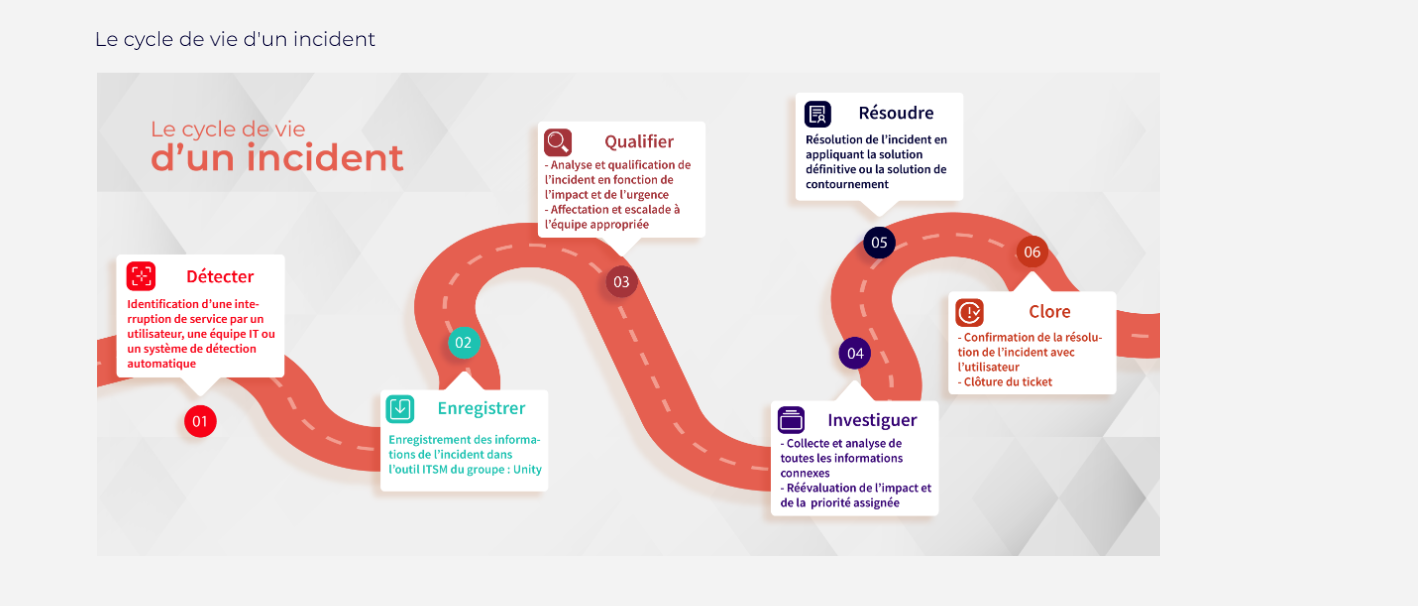 Le cycle de vie d'un incident
Le cycle de vie
d’un incident
Détecter
Identification d’une inte-
rruption de service par un
utilisateur, une équipe IT ou
un système de détection
automatique
01
02
Enregistrer
Enregistrement des informa-
tions de l’incident dans
l’outil ITSM du groupe : Unity
Qualifier
- Analyse et qualification de
l’incident en fonction de
l’impact et de l’urgence
- Affectation et escalade à
l’équipe appropriée
03
04
Investiguer
- Collecte et analyse de
toutes les informations
connexes
- Réévaluation de l’impact et
de la priorité assignée
Résoudre
Résolution de l’incident en
appliquant la solution
définitive ou la solution de
contournement
05
06
Clore
- Confirmation de la résolu-
tion de l’incident avec
l’utilisateur
- Clôture du ticket